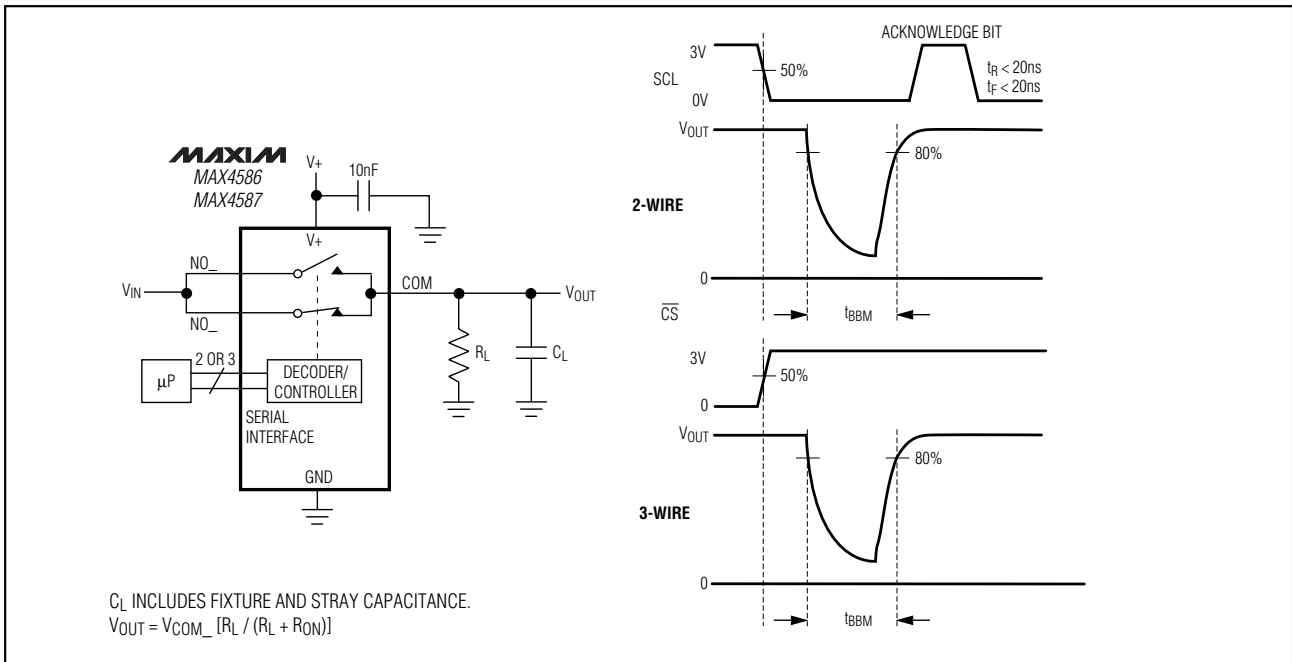 MAXIM
MAX4586
MAX4587
V+
10nF
V+
NO_
VIN
NO_
COM
VOUT
RL
CL
2 OR 3
µP
DECODER/
CONTROLLER
SERIAL
INTERFACE
GND
CL INCLUDES FIXTURE AND STRAY CAPACITANCE.
VOUT = VCOM_ [RL / (RL + RON)]
ACKNOWLEDGE BIT
3V
SCL
50%
0V
tR < 20ns
tF < 20ns
VOUT
80%
2-WIRE
0
tBBM
CS
3V
50%
0
VOUT
80%
3-WIRE
0
tBBM